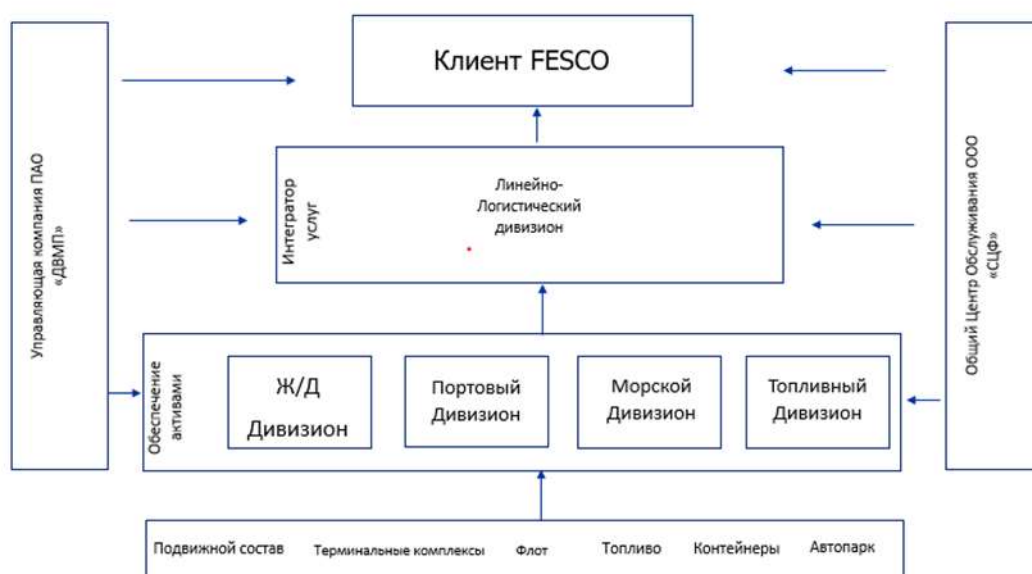 Клиент FESCO
Управляющая компания ПАО
«ДВМП»
Интегратор
услуг
Линейно-
Логистический
дивизион
Общий Центр Обслуживания ООО
«СЦФ»
Обеспечение
активами
Ж/Д
Дивизион
Портовый
Дивизион
Морской
Дивизион
Топливный
Дивизион
Подвижной состав Терминальные комплексы Флот Топливо Контейнеры Автопарк